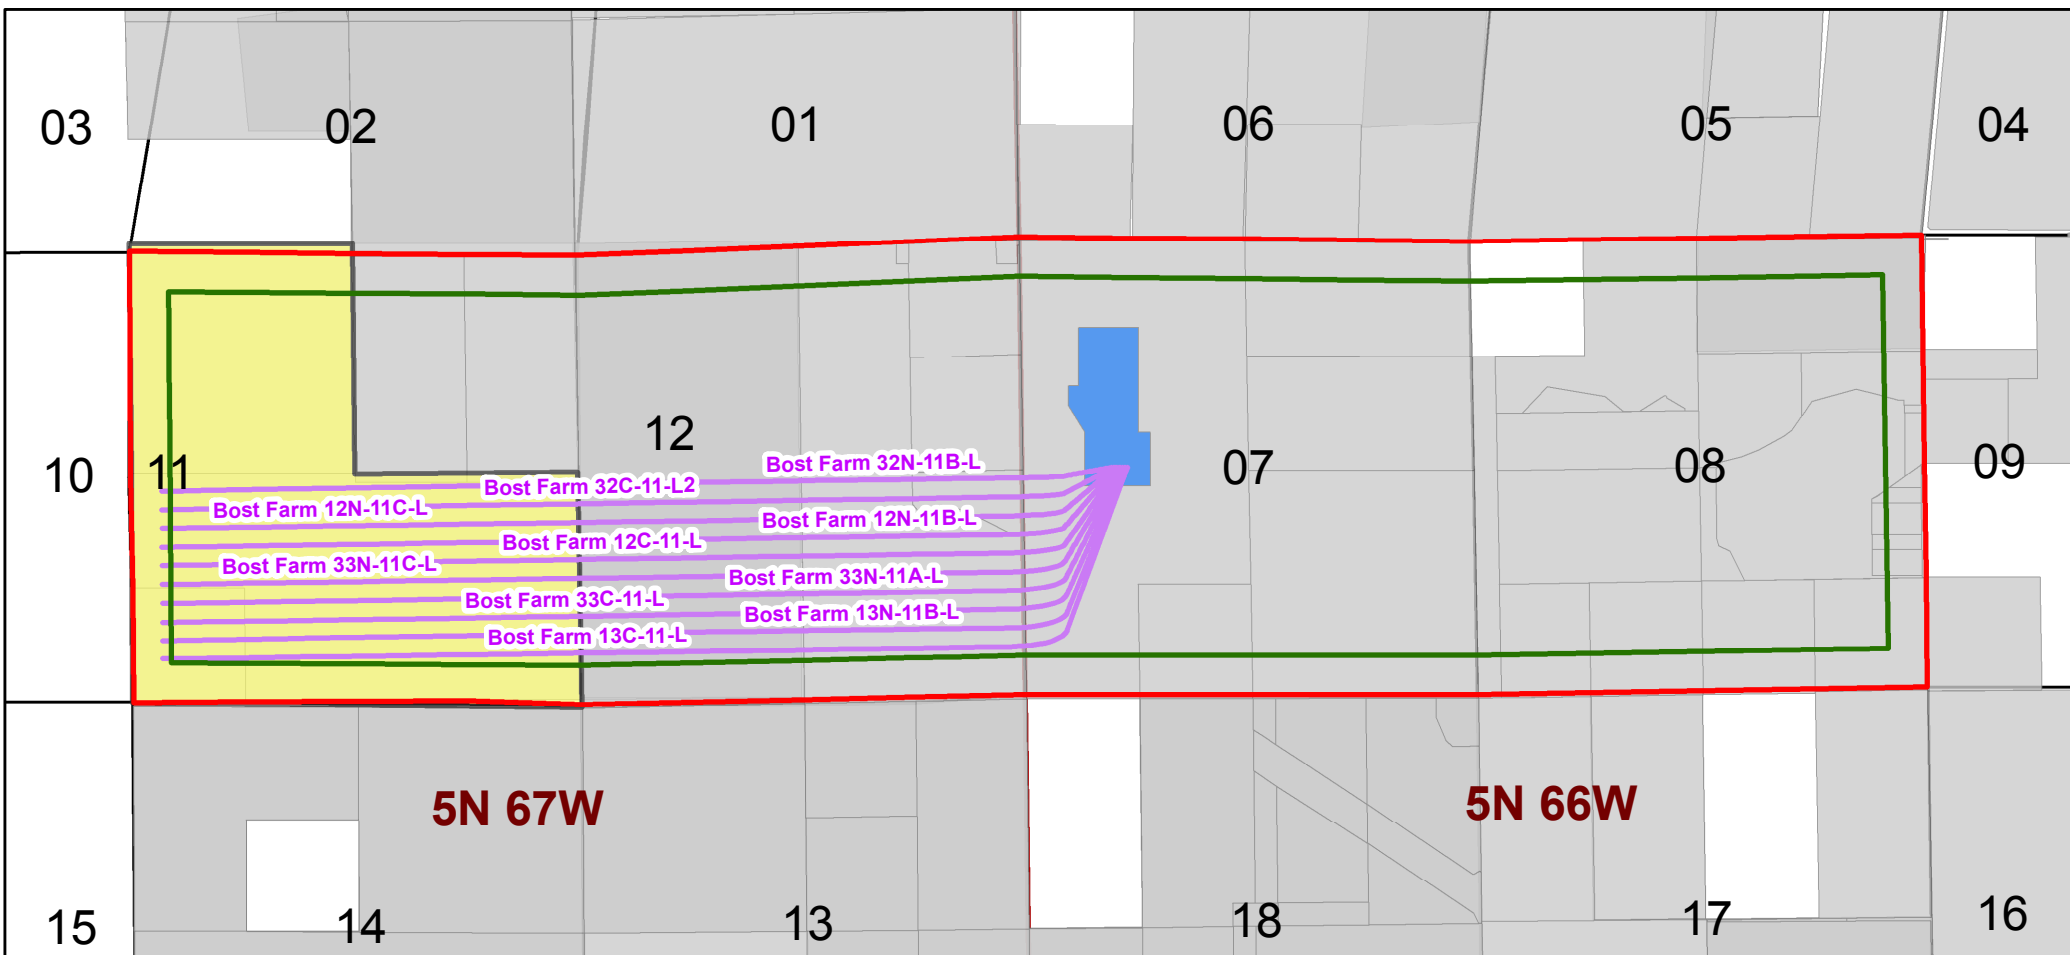 03
02
01
06
05
04
10
11
12
07
08
09
Bost Farm 32N-11B-L
Bost Farm 32C-11-L2
Bost Farm 12N-11C-L
Bost Farm 12N-11B-L
Bost Farm 12C-11-L
Bost Farm 33N-11C-L
Bost Farm 33N-11A-L
Bost Farm 33C-11-L
Bost Farm 13N-11B-L
Bost Farm 13C-11-L
5N 67W
5N 66W
15
14
13
18
17
16